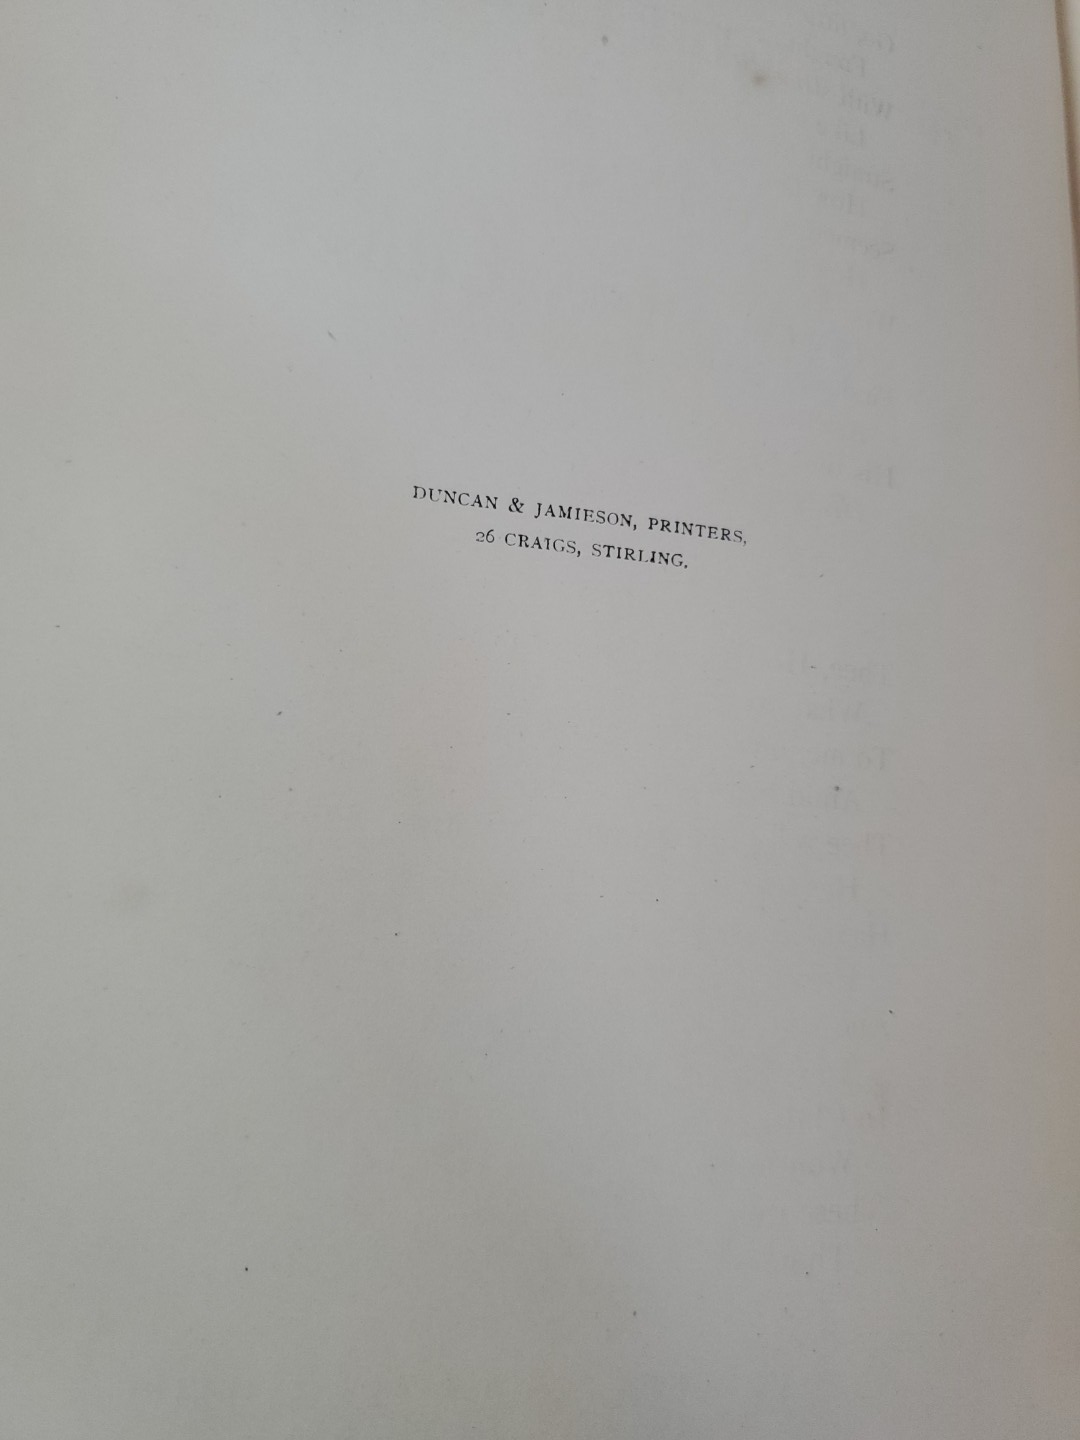 DUNCAN & JAMIESON, PRINTERS,
26 CRAIGS, STIRLING.